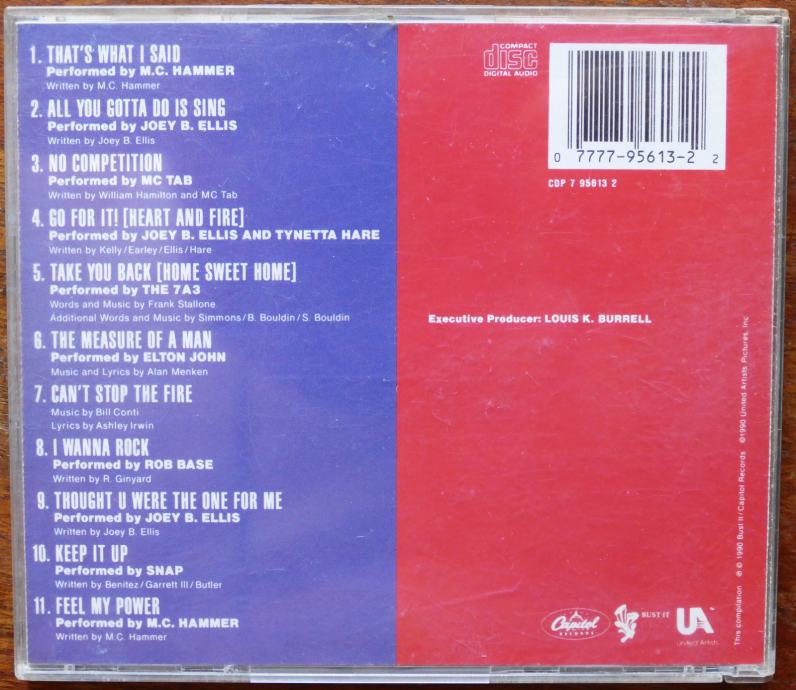 1. THAT'S WHAT I SAID
Performed by M.C. HAMMER
Written by M.C. Hammer
2. ALL YOU GOTTA DO IS SING
Performed by JOEY B. ELLIS
Written by Joey B. Ellis
3. NO COMPETITION
Performed by MC TAB
Written by William Hamilton and MC Tab
4. GO FOR IT! [HEART AND FIRE]
Performed by JOEY B. ELLIS AND TYNETTA HARE
Written by Kelly/Earley/Ellis/Hare
5. TAKE YOU BACK [HOME SWEET HOME]
Performed by THE 7A3
Words and Music by Frank Stallone
Additional Words and Music by Simmons/B. Bouldin/S. Bouldin
6. THE MEASURE OF A MAN
Performed by ELTON JOHN
Music and Lyrics by Alan Menken
7. CAN'T STOP THE FIRE
Music by Bill Conti
Lyrics by Ashley Irwin
8. I WANNA ROCK
Performed by ROB BASE
Written by R. Ginyard
9. THOUGHT U WERE THE ONE FOR ME
Performed by JOEY B. ELLIS
Written by Joey B. Ellis
10. KEEP IT UP
Performed by SNAP
Written by Benitez/Garrett III/Butler
11. FEEL MY POWER
Performed by M.C. HAMMER
Written by M.C. Hammer
COMPACT
disc
DIGITAL AUDIO
0 7777-95613-2 2
CDP 7 95613 2
Executive Producer: LOUIS K. BURRELL
Capitol
RECORDS
BUST IT
UA
United Artists
This compilation ℗ © 1990 Bust It/Capitol Records ©1990 United Artists Pictures, Inc